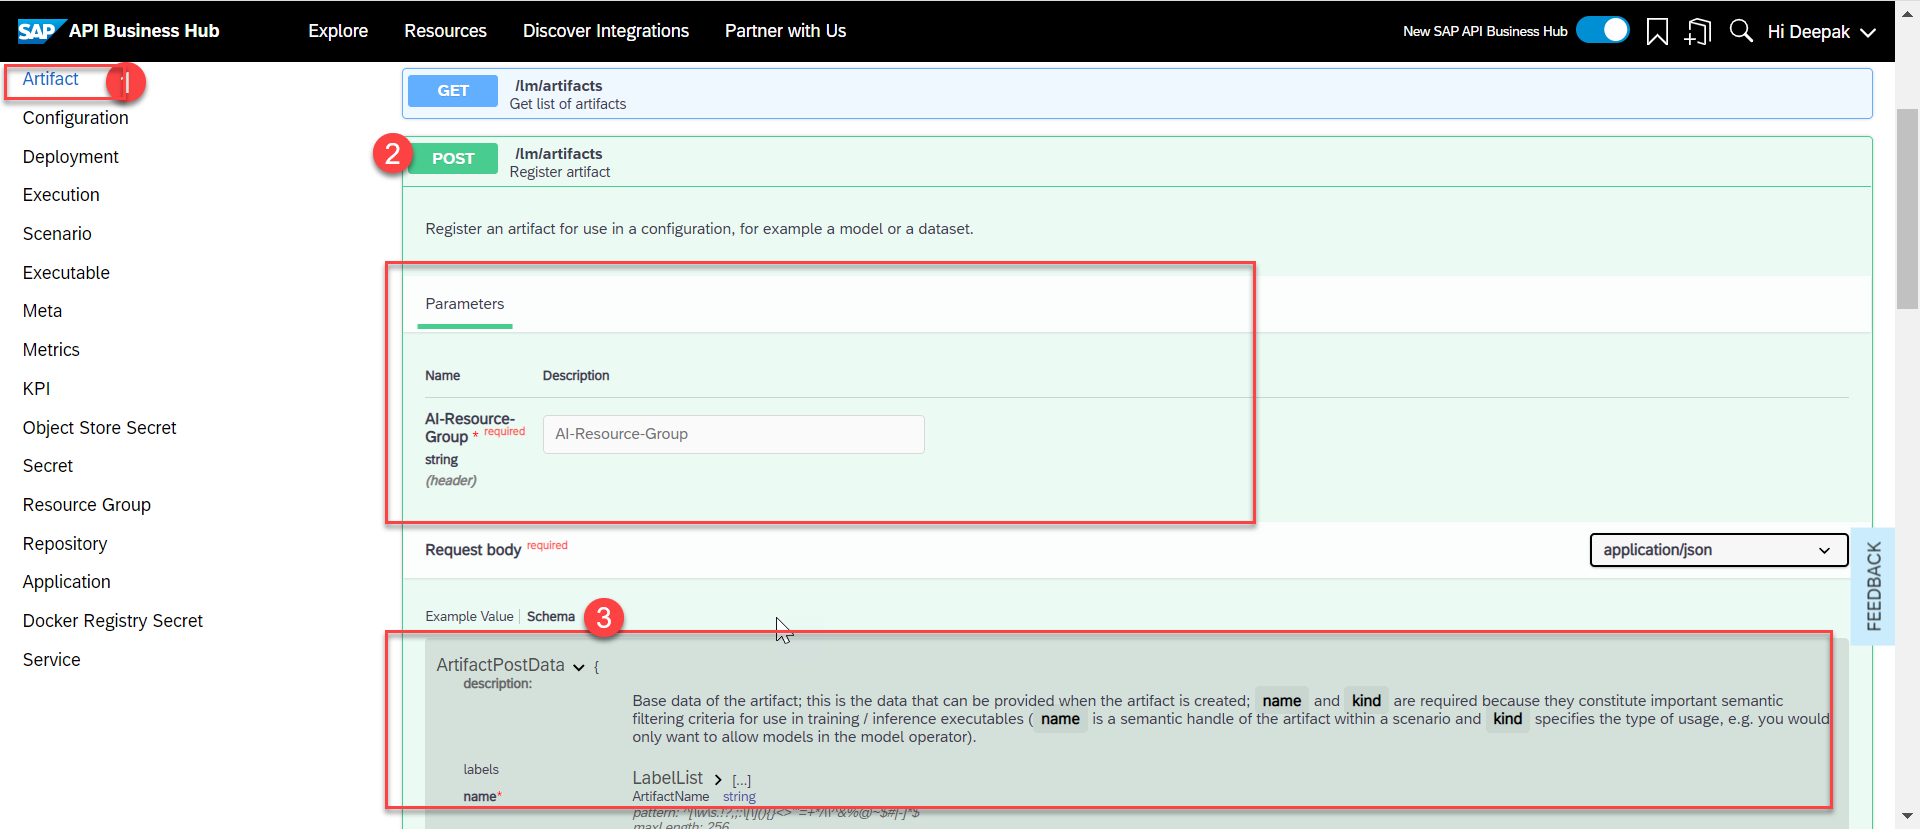 SAP API Business Hub
Explore
Resources
Discover Integrations
Partner with Us
New SAP API Business Hub
Hi Deepak
Artifact
1
Configuration
Deployment
Execution
Scenario
Executable
Meta
Metrics
KPI
Object Store Secret
Secret
Resource Group
Repository
Application
Docker Registry Secret
Service
GET
/lm/artifacts
Get list of artifacts
2
POST
/lm/artifacts
Register artifact
Register an artifact for use in a configuration, for example a model or a dataset.
Parameters
Name Description
AI-Resource-
Group * required
string
(header)
AI-Resource-Group
Request body required
application/json
FEEDBACK
Example Value | Schema
3
ArtifactPostData {
description:
Base data of the artifact; this is the data that can be provided when the artifact is created; name and kind are required because they constitute important semantic
filtering criteria for use in training / inference executables ( name is a semantic handle of the artifact within a scenario and kind specifies the type of usage, e.g. you would
only want to allow models in the model operator).
labels
LabelList > [...]
name*
ArtifactName string
pattern:
maxLength: 256